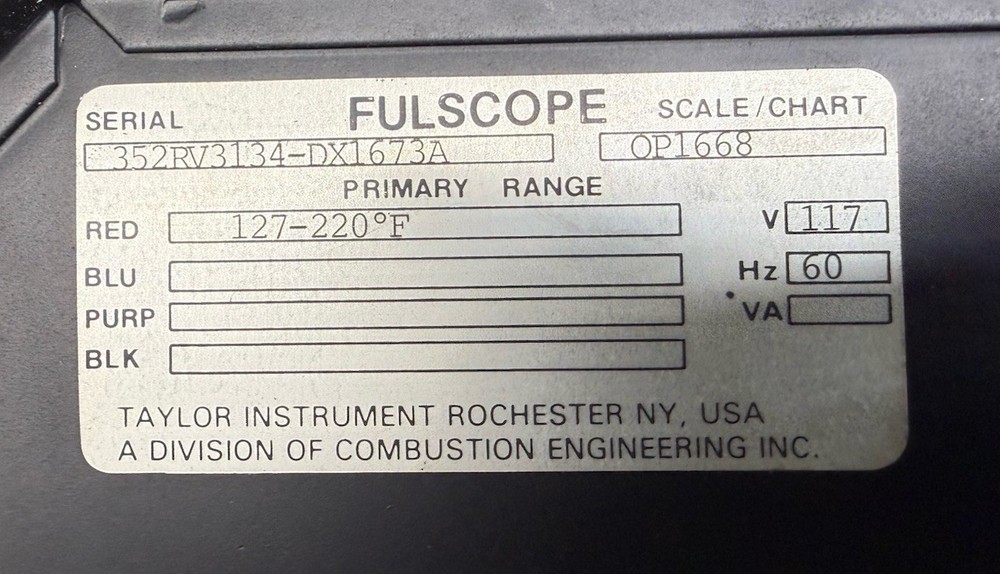 FULSCOPE
SERIAL SCALE/CHART
352RV3134-DX1673A OP1668
PRIMARY RANGE
RED 127-220°F V 117
BLU Hz 60
PURP VA
BLK
TAYLOR INSTRUMENT ROCHESTER NY, USA
A DIVISION OF COMBUSTION ENGINEERING INC.